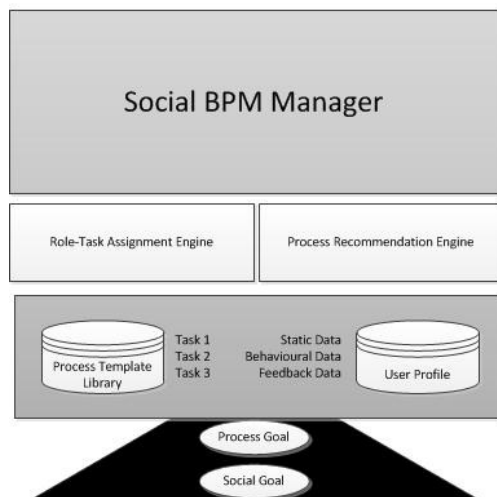 Social BPM Manager
Role-Task Assignment Engine
Process Recommendation Engine
Process Template
Library
Task 1
Task 2
Task 3
Static Data
Behavioural Data
Feedback Data
User Profile
Process Goal
Social Goal